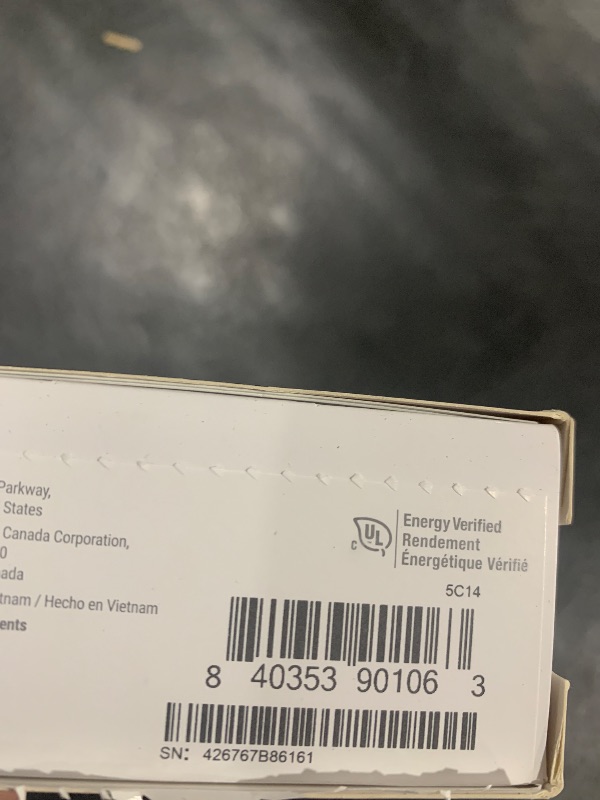 Parkway,
States
Canada Corporation,
0
ada
tnam / Hecho en Vietnam
ents
c UL
Energy Verified
Rendement
Énergétique Vérifié
5C14
8 40353 90106 3
SN: 426767B86161